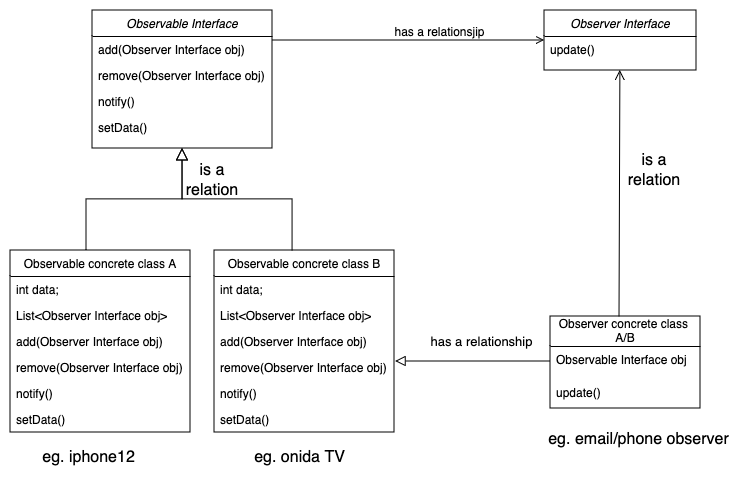 Observable Interface
add(Observer Interface obj)
remove(Observer Interface obj)
notify()
setData()
has a relationsjip
Observer Interface
update()
is a
relation
is a
relation
Observable concrete class A
int data;
List<Observer Interface obj>
add(Observer Interface obj)
remove(Observer Interface obj)
notify()
setData()
eg. iphone12
Observable concrete class B
int data;
List<Observer Interface obj>
add(Observer Interface obj)
remove(Observer Interface obj)
notify()
setData()
eg. onida TV
has a relationship
Observer concrete class
A/B
Observable Interface obj
update()
eg. email/phone observer